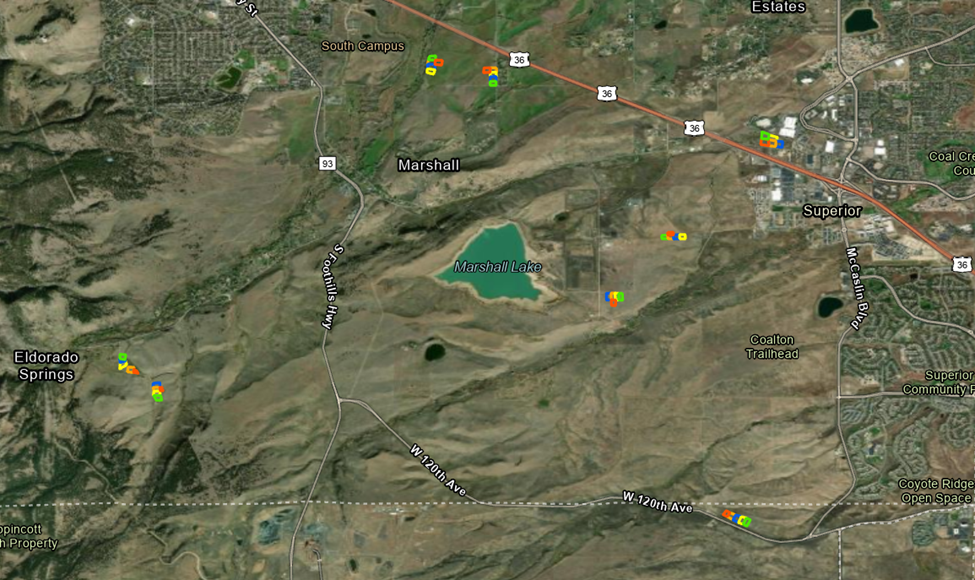 y St
Estates
South Campus
36
36
36
93
Marshall
Coal Cre
Cou
Superior
S Foothills Hwy
Marshall Lake
McCaslin Blvd
36
Eldorado
Springs
Coalton
Trailhead
Superior
Community P
W 120th Ave
W 120th Ave
Coyote Ridge
Open Space
ppincott
h Property